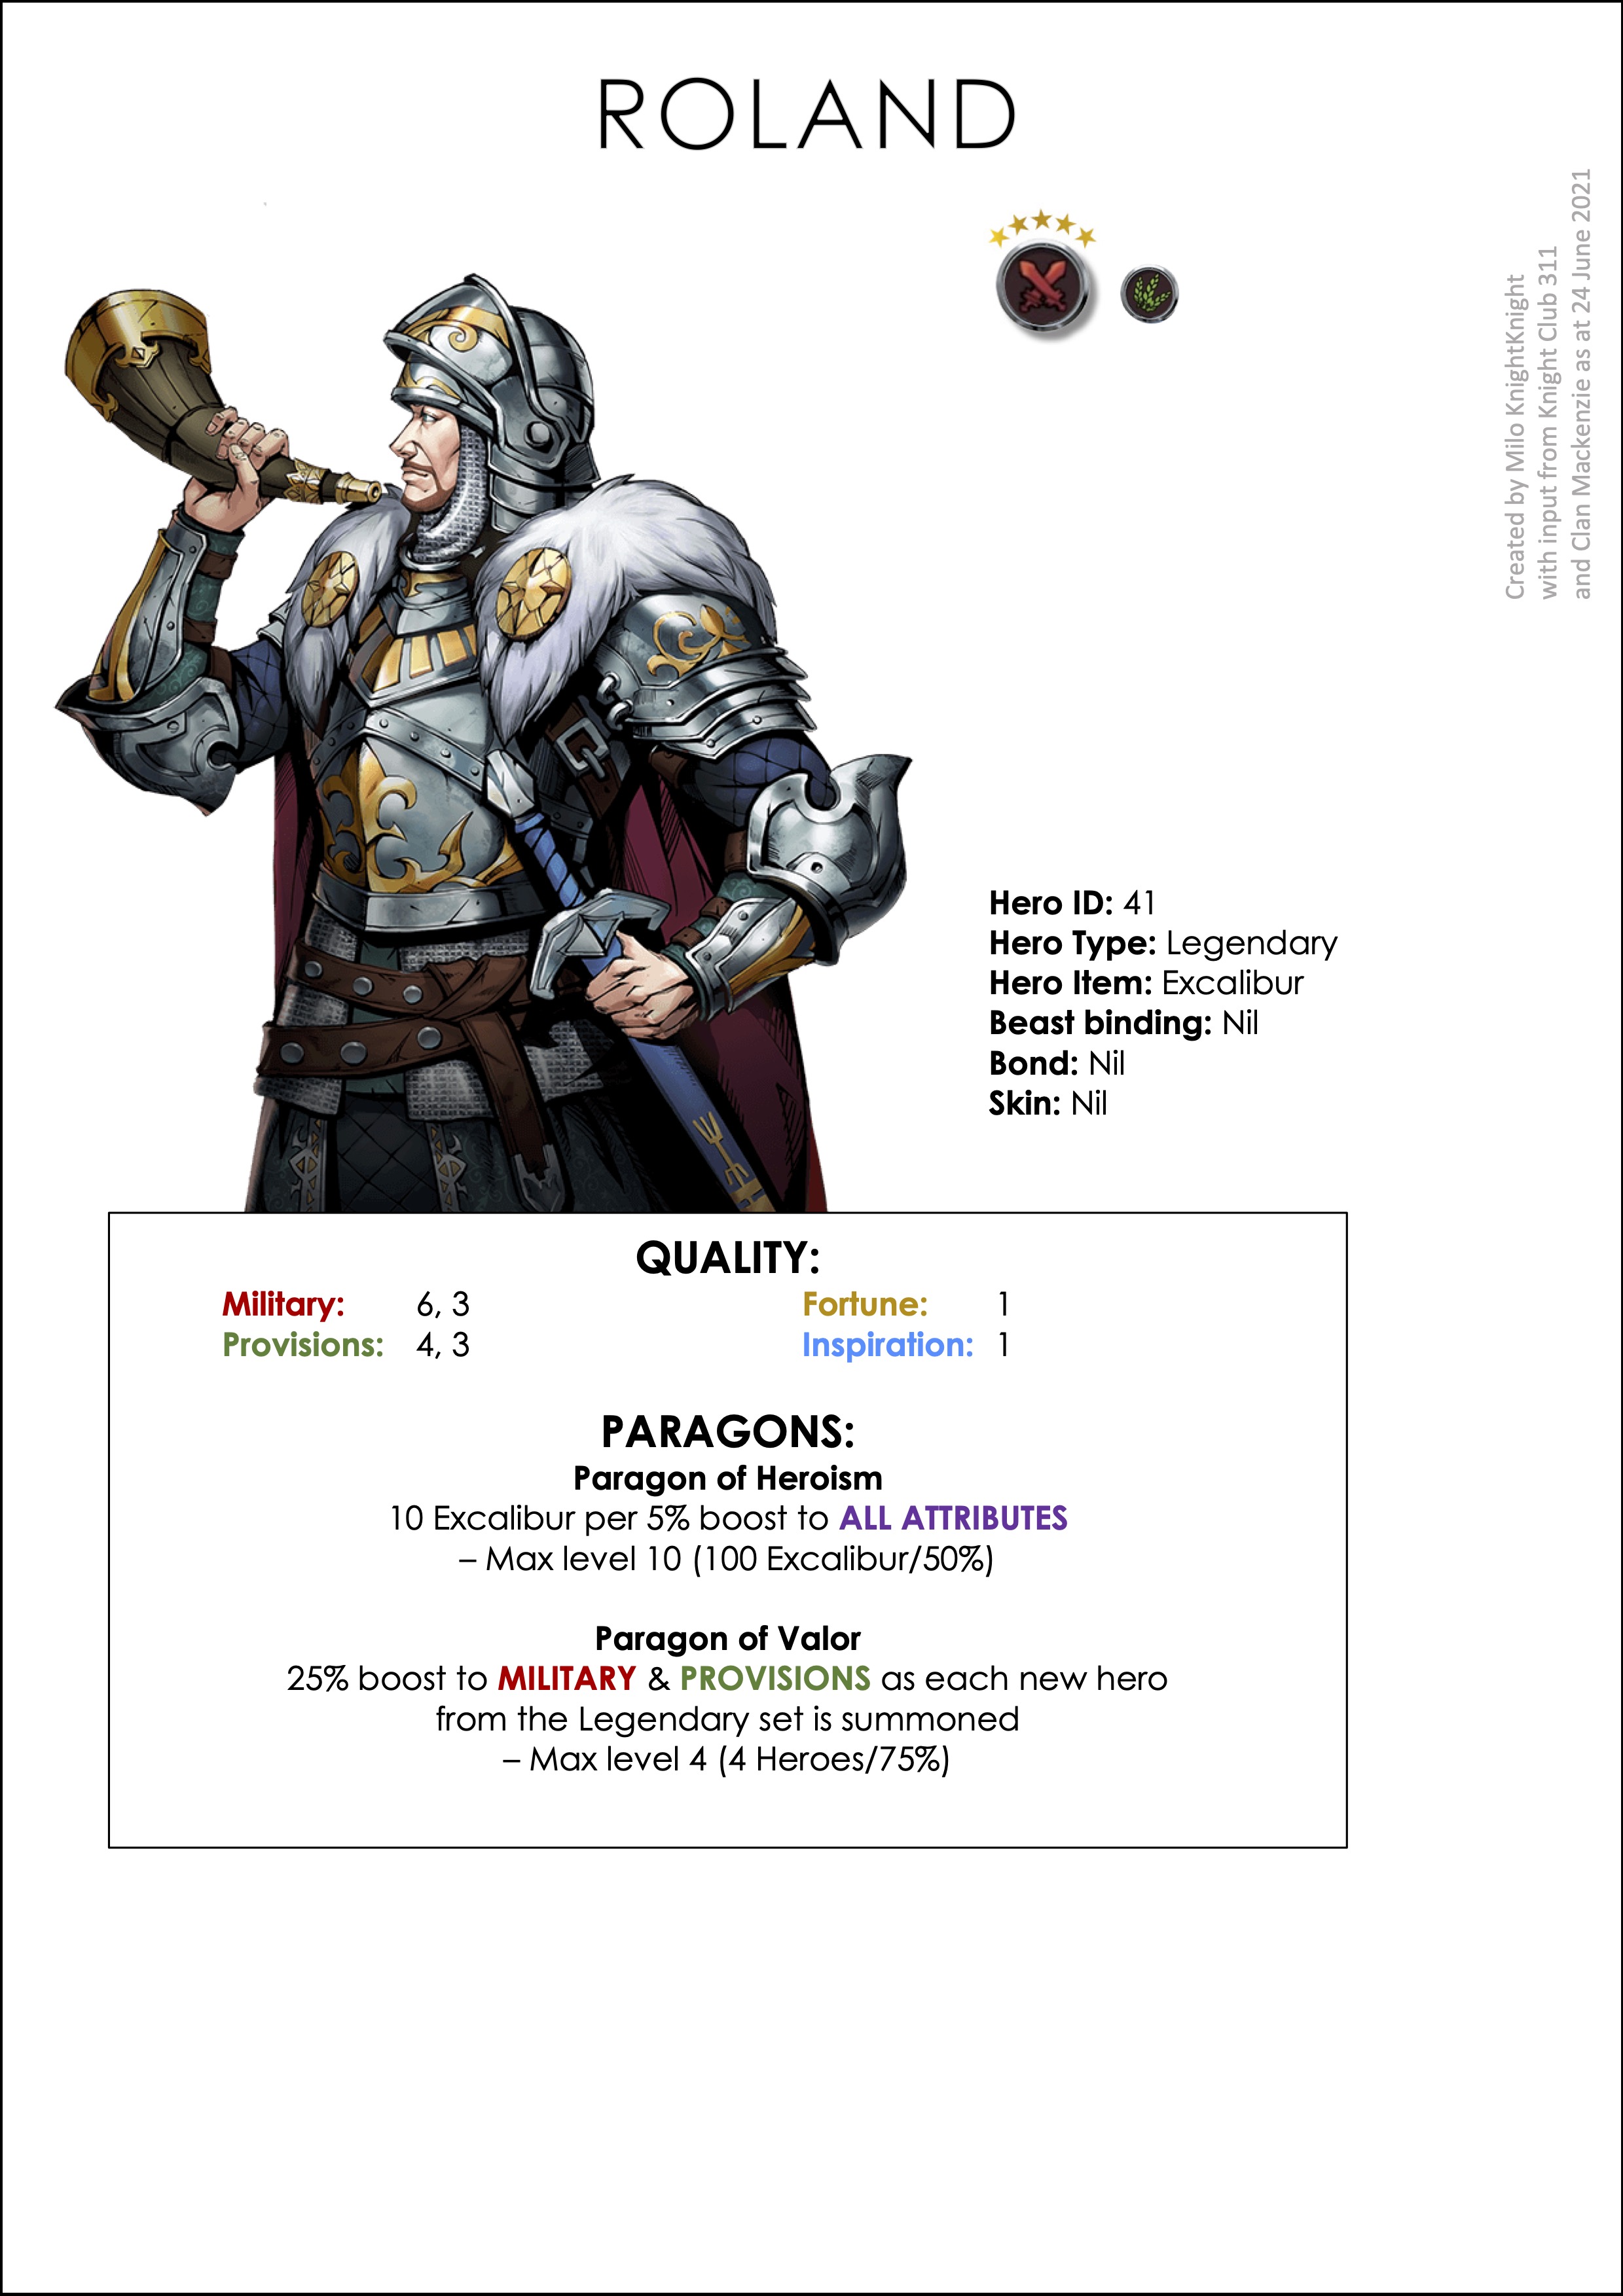 ROLAND
Created by Milo KnightKnight
with input from Knight Club 311
and Clan Mackenzie as at 24 June 2021
Hero ID: 41
Hero Type: Legendary
Hero Item: Excalibur
Beast binding: Nil
Bond: Nil
Skin: Nil
QUALITY:
Military: 6, 3 Fortune: 1
Provisions: 4, 3 Inspiration: 1
PARAGONS:
Paragon of Heroism
10 Excalibur per 5% boost to ALL ATTRIBUTES
– Max level 10 (100 Excalibur/50%)
Paragon of Valor
25% boost to MILITARY & PROVISIONS as each new hero
from the Legendary set is summoned
– Max level 4 (4 Heroes/75%)